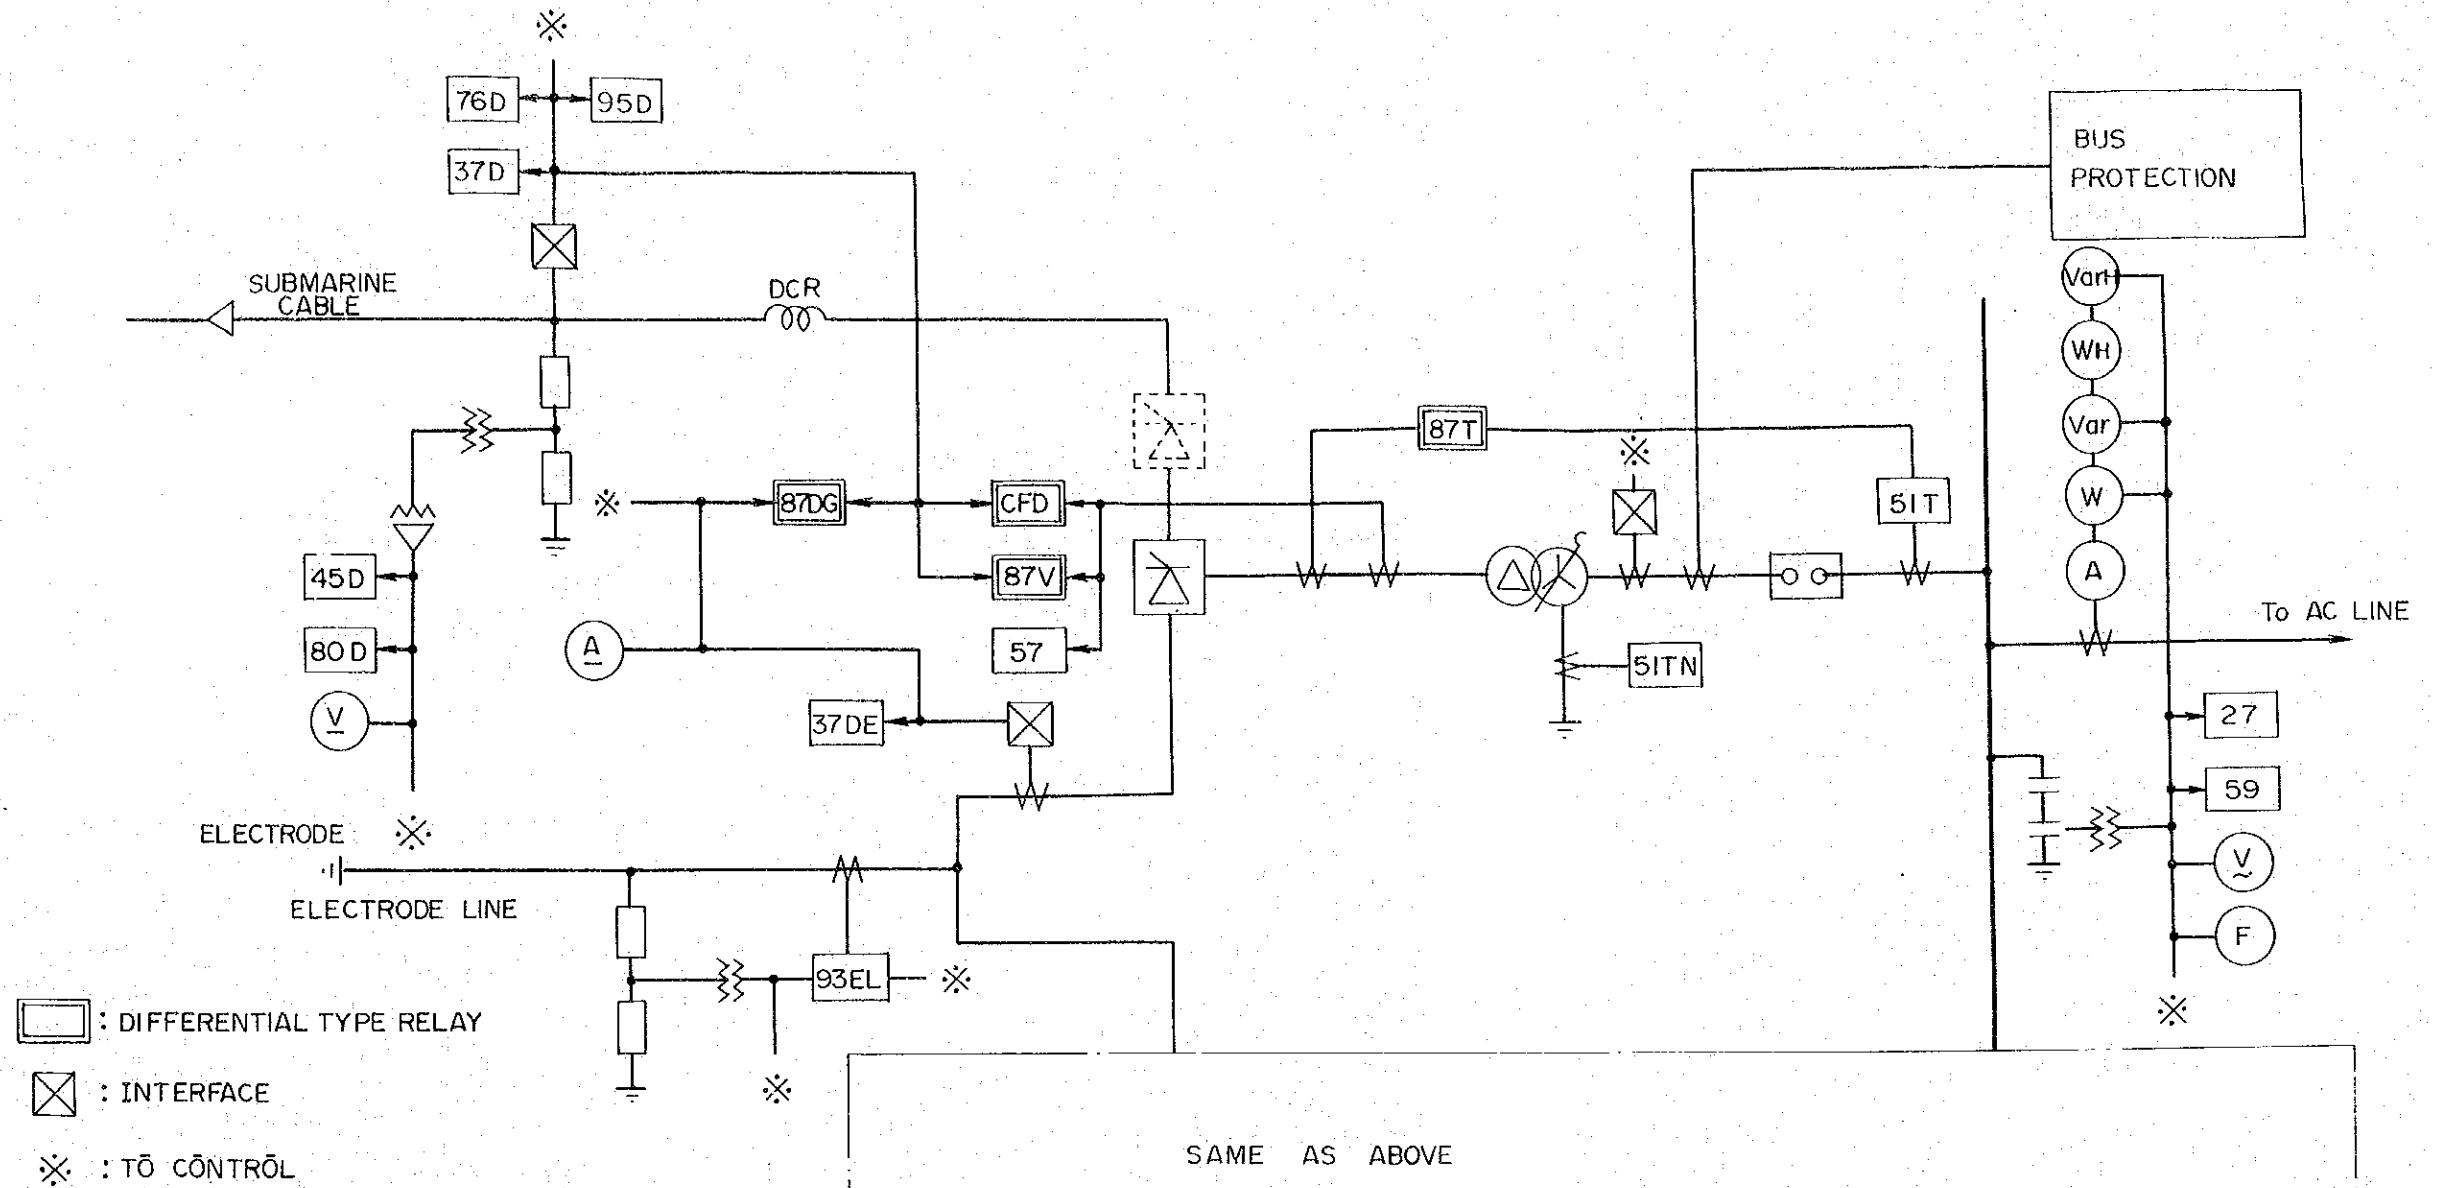 ※
76D
95D
37D
BUS
PROTECTION
SUBMARINE
CABLE
DCR
VarH
WH
Var
W
A
87T
※
※
87DG
CFD
51T
45D
87V
80D
A
57
51TN
To AC LINE
V
37DE
27
59
ELECTRODE
※
V
ELECTRODE LINE
F
93EL
※
※
※
: DIFFERENTIAL TYPE RELAY
: INTERFACE
※ : TO CONTROL
SAME AS ABOVE